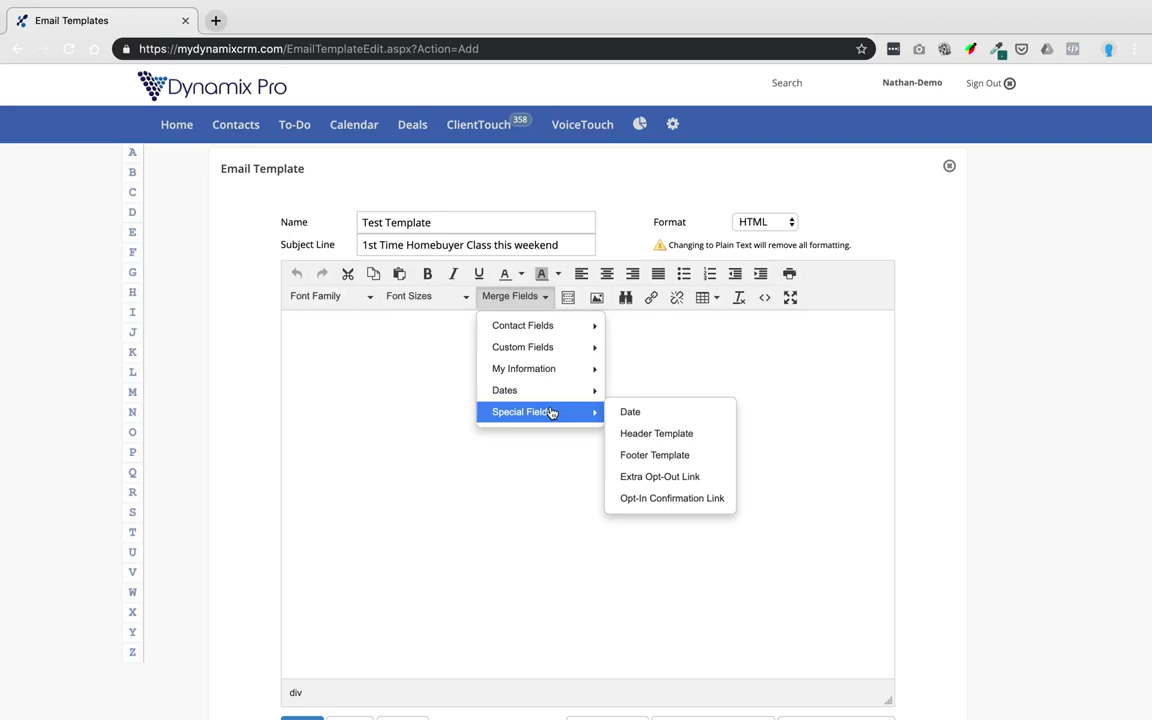 Email Templates
https://mydynamixcrm.com/EmailTemplateEdit.aspx?Action=Add
Dynamix Pro
Search
Nathan-Demo
Sign Out
Home
Contacts
To-Do
Calendar
Deals
ClientTouch
358
VoiceTouch
A
B
C
D
E
F
G
H
I
J
K
L
M
N
O
P
Q
R
S
T
U
V
W
X
Y
Z
Email Template
Name
Test Template
Format
HTML
Subject Line
1st Time Homebuyer Class this weekend
Changing to Plain Text will remove all formatting.
B I U A A
Font Family
Font Sizes
Merge Fields
Contact Fields
Custom Fields
My Information
Dates
Special Fields
Date
Header Template
Footer Template
Extra Opt-Out Link
Opt-In Confirmation Link
div